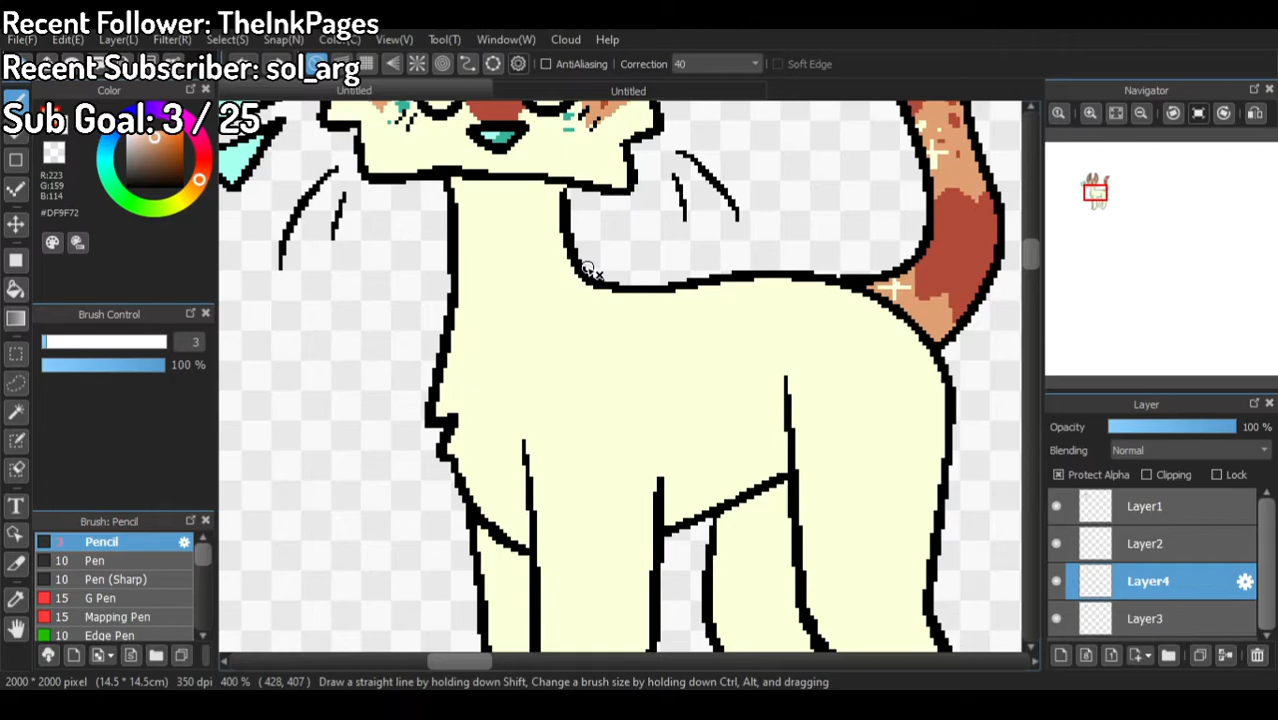 Recent Follower: TheInkPages
File(F) Edit(E) Layer(L) Filter(R) Select(S) Snap(N) Color(C) View(V) Tool(T) Window(W) Cloud Help
Recent Subscriber: sol_arg
AntiAliasing Correction 40 Soft Edge
Sub Goal: 3 / 25
Color
Untitled
Untitled
Navigator
R:223
G:159
B:114
#DF9F72
Brush Control
3
100 %
Layer
Opacity 100 %
Blending Normal
Protect Alpha Clipping Lock
Layer1
Layer2
Layer4
Layer3
Brush: Pencil
3 Pencil
10 Pen
10 Pen (Sharp)
15 G Pen
15 Mapping Pen
10 Edge Pen
2000 * 2000 pixel (14.5 * 14.5cm) 350 dpi 400 % ( 428, 407) Draw a straight line by holding down Shift, Change a brush size by holding down Ctrl, Alt, and dragging